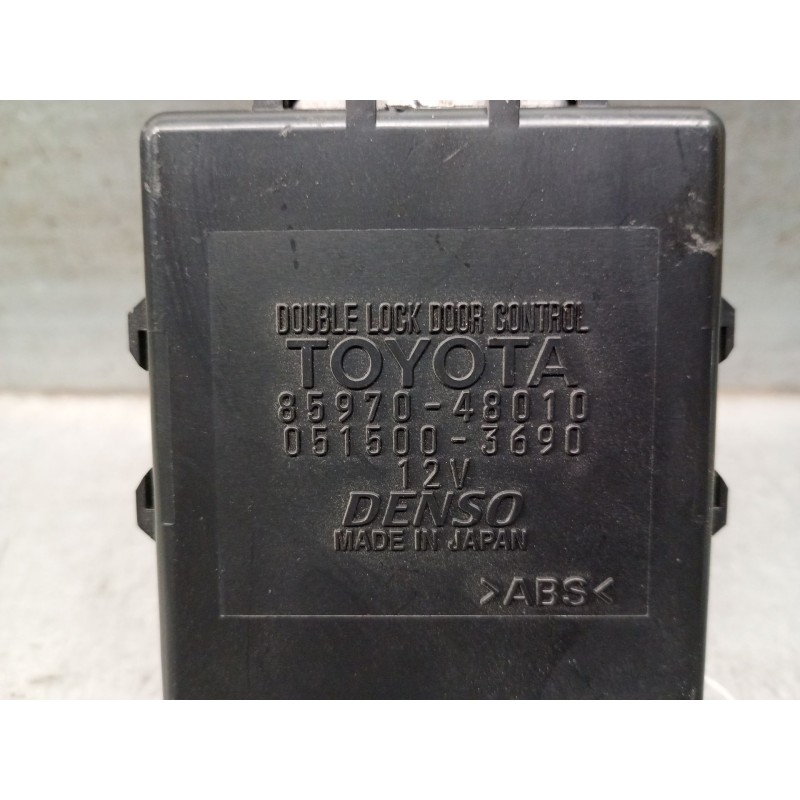 DOUBLE LOCK DOOR CONTROL
TOYOTA
85970-48010
051500-3690
12V
DENSO
MADE IN JAPAN
>ABS<